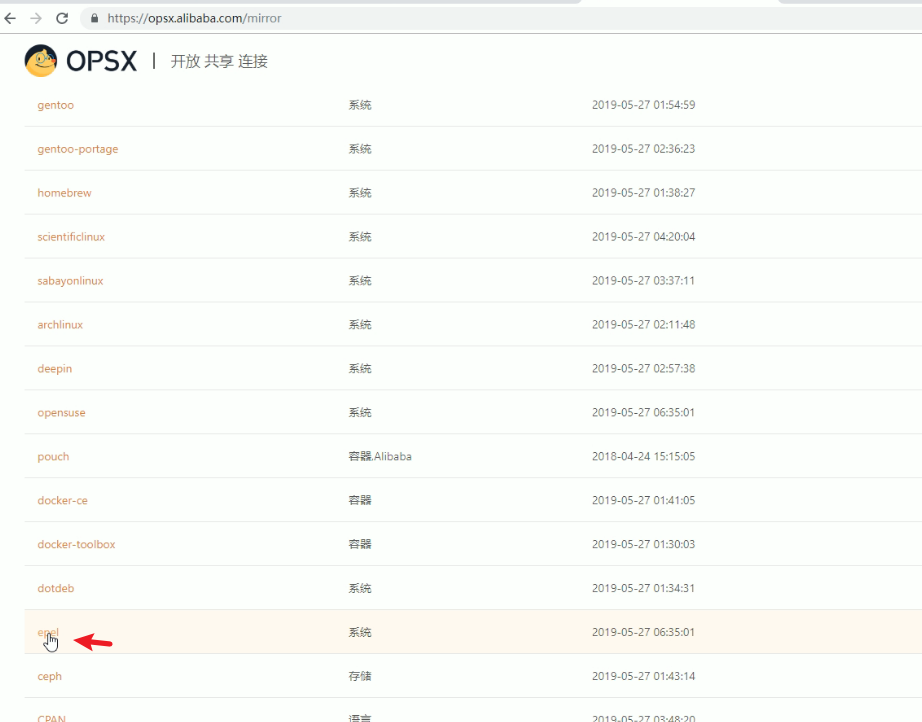 https://opsx.alibaba.com/mirror
OPSX | 开放 共享 连接
gentoo 系统 2019-05-27 01:54:59
gentoo-portage 系统 2019-05-27 02:36:23
homebrew 系统 2019-05-27 01:38:27
scientificlinux 系统 2019-05-27 04:20:04
sabayonlinux 系统 2019-05-27 03:37:11
archlinux 系统 2019-05-27 02:11:48
deepin 系统 2019-05-27 02:57:38
opensuse 系统 2019-05-27 06:35:01
pouch 容器,Alibaba 2018-04-24 15:15:05
docker-ce 容器 2019-05-27 01:41:05
docker-toolbox 容器 2019-05-27 01:30:03
dotdeb 系统 2019-05-27 01:34:31
epel 系统 2019-05-27 06:35:01
ceph 存储 2019-05-27 01:43:14
CPAN 语言 2019-05-27 03:48:20